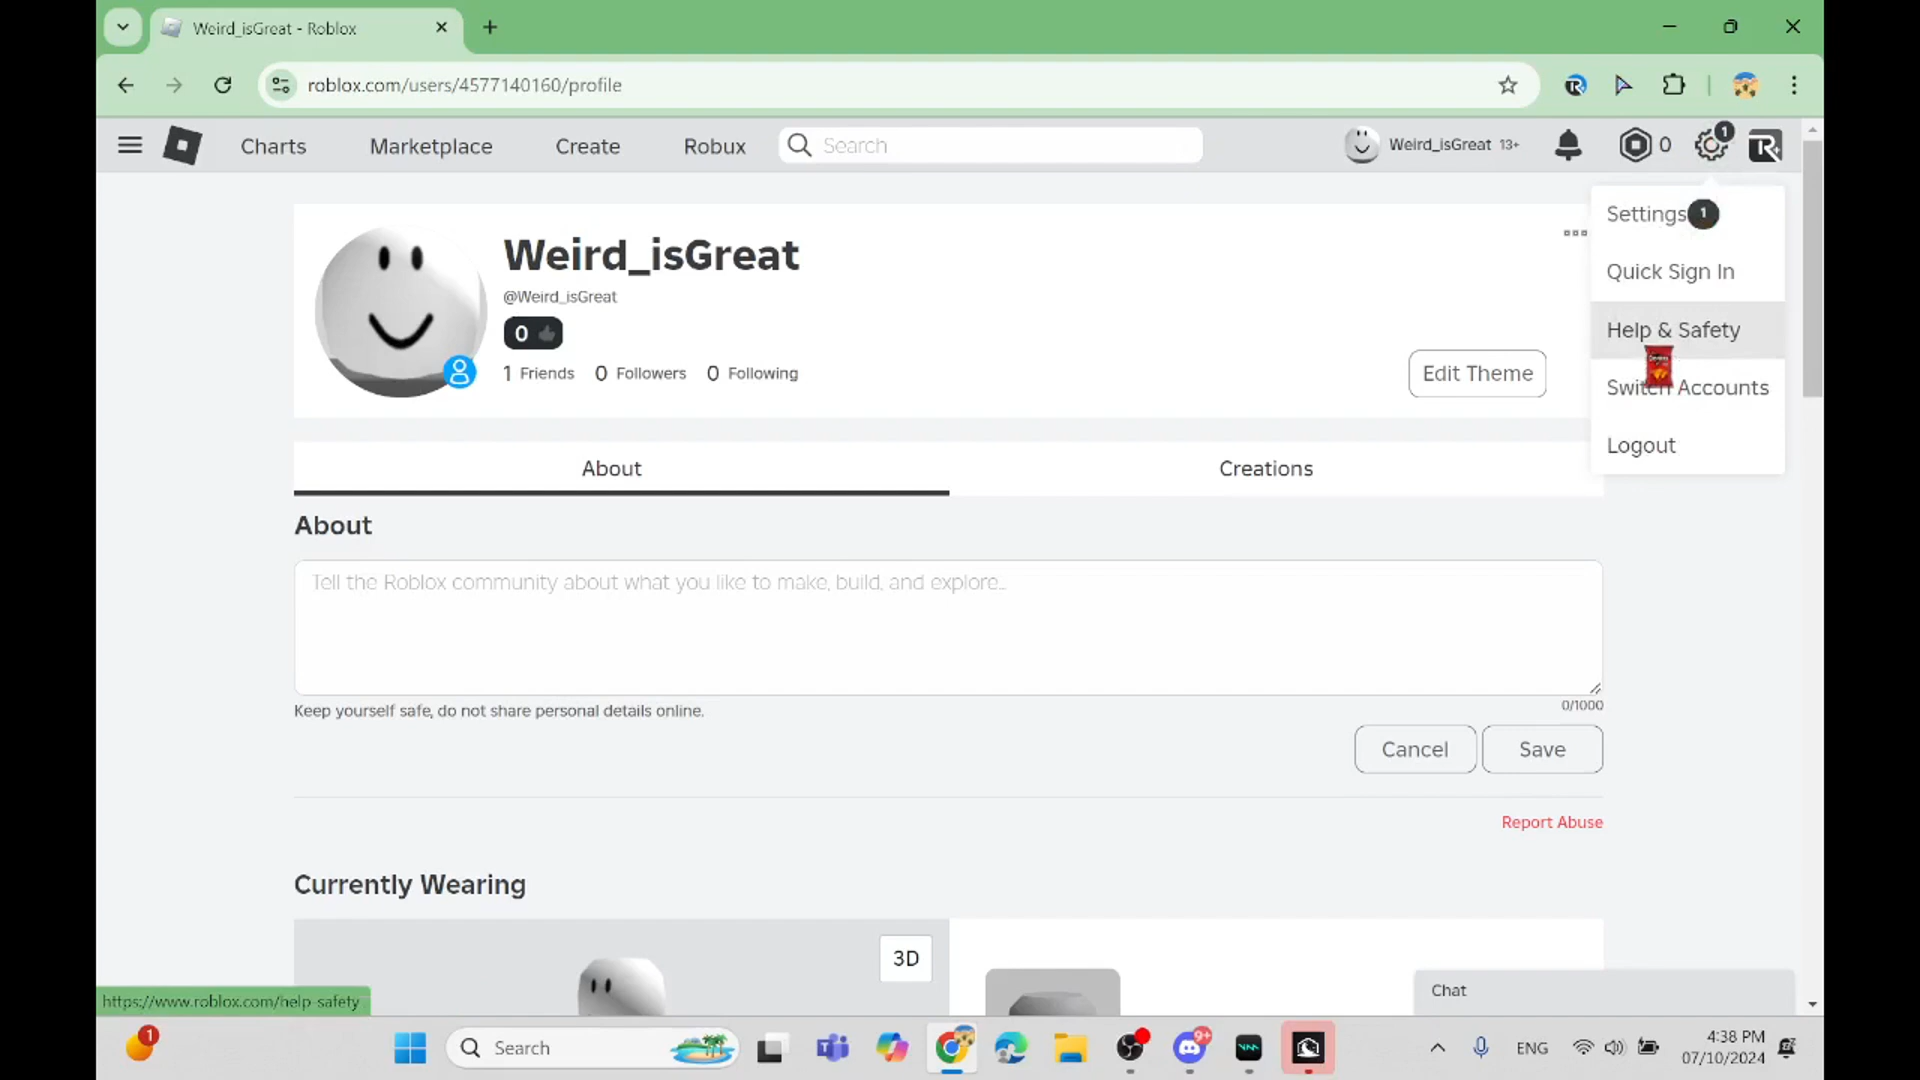 Weird_isGreat - Roblox
roblox.com/users/4577140160/profile
Charts
Marketplace
Create
Robux
Search
Weird_isGreat 13+
0
1
Settings 1
Quick Sign In
Help & Safety
Switch Accounts
Logout
Weird_isGreat
@Weird_isGreat
0
1 Friends 0 Followers 0 Following
Edit Theme
About
Creations
About
Tell the Roblox community about what you like to make, build, and explore...
Keep yourself safe, do not share personal details online.
0/1000
Cancel
Save
Report Abuse
Currently Wearing
3D
Chat
https://www.roblox.com/help-safety
1
Search
9+
ENG
4:38 PM
07/10/2024